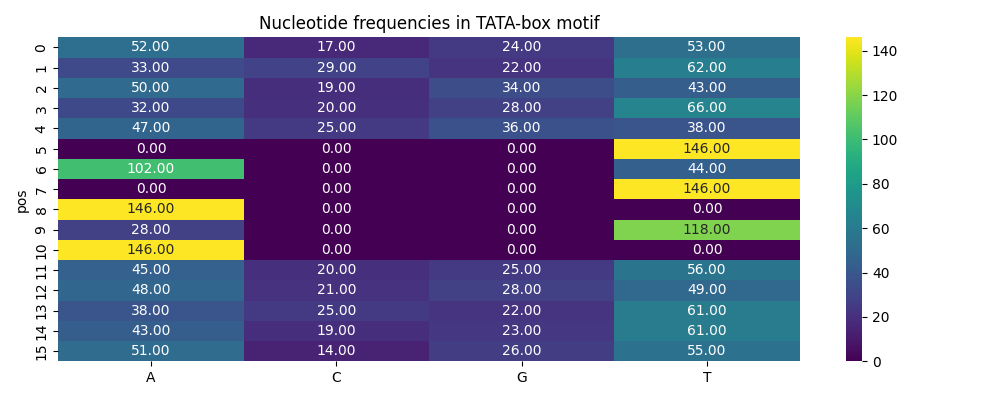 Nucleotide frequencies in TATA-box motif
0 52.00 17.00 24.00 53.00
1 33.00 29.00 22.00 62.00
2 50.00 19.00 34.00 43.00
3 32.00 20.00 28.00 66.00
4 47.00 25.00 36.00 38.00
5 0.00 0.00 0.00 146.00
6 102.00 0.00 0.00 44.00
7 0.00 0.00 0.00 146.00
8 146.00 0.00 0.00 0.00
9 28.00 0.00 0.00 118.00
10 146.00 0.00 0.00 0.00
11 45.00 20.00 25.00 56.00
12 48.00 21.00 28.00 49.00
13 38.00 25.00 22.00 61.00
14 43.00 19.00 23.00 61.00
15 51.00 14.00 26.00 55.00
A C G T
pos
140
120
100
80
60
40
20
0